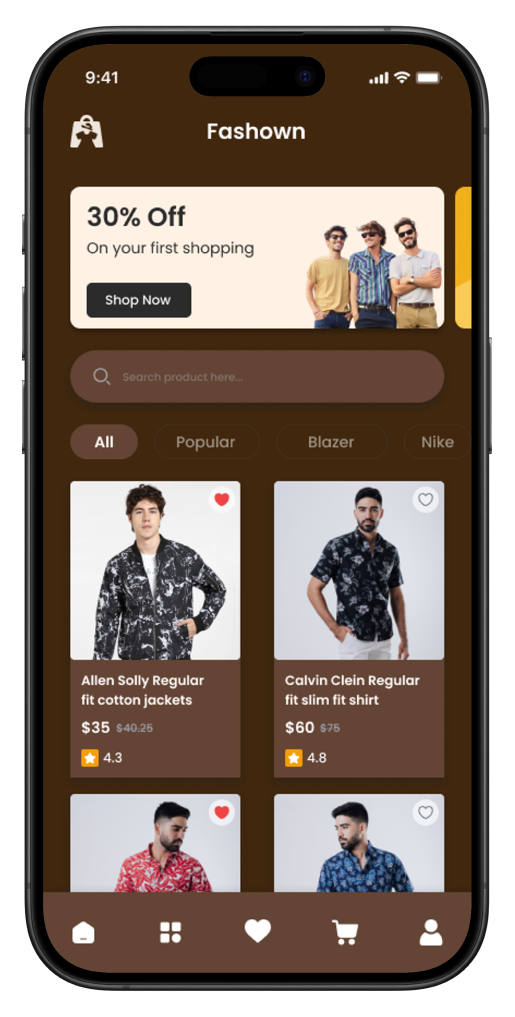 9:41
Fashown
30% Off
On your first shopping
Shop Now
Search product here...
All Popular Blazer Nike
Allen Solly Regular
fit cotton jackets
$35 $40.25
4.3
Calvin Clein Regular
fit slim fit shirt
$60 $75
4.8